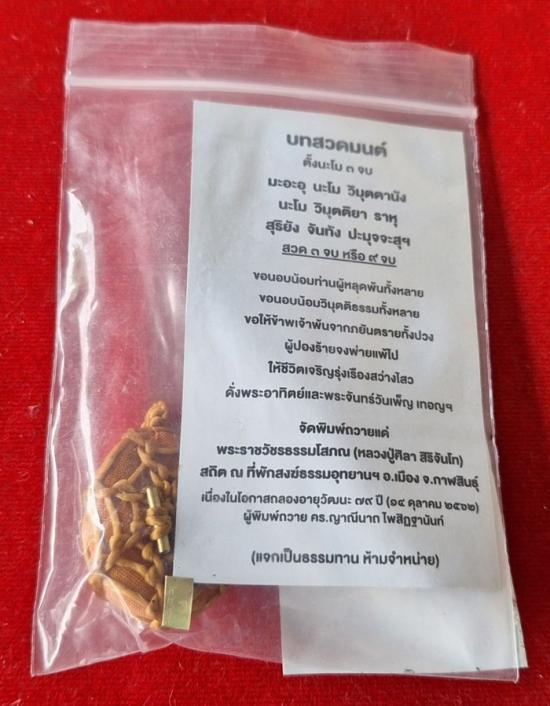 บทสวดมนต์
ตั้งนะโม ๓ จบ
มะอะอุ นะโม วิมุตตานัง
นะโม วิมุตติยา ราหุ
สุริยัง จันทัง ปะมุจจะสุฯ
สวด ๓ จบ หรือ ๙ จบ
ขอนอบน้อมท่านผู้หลุดพ้นทั้งหลาย
ขอนอบน้อมวิมุตติธรรมทั้งหลาย
ขอให้ข้าพเจ้าพ้นจากภยันตรายทั้งปวง
ผู้ปองร้ายจงพ่ายแพ้ไป
ให้ชีวิตเจริญรุ่งเรืองสว่างไสว
ดั่งพระอาทิตย์และพระจันทร์วันเพ็ญ เทอญฯ
จัดพิมพ์ถวายแด่
พระราชวัชรธรรมโสภณ (หลวงปู่ศิลา สิริจันโท)
สถิต ณ ที่พักสงฆ์ธรรมอุทยานฯ อ.เมือง จ.กาฬสินธุ์
เนื่องในโอกาสฉลองอายุวัฒนะ ๗๙ ปี (๑๔ ตุลาคม ๒๕๖๒)
ผู้พิมพ์ถวาย ดร.ญาณีนาถ ไพสิฏฐานันท์
(แจกเป็นธรรมทาน ห้ามจำหน่าย)